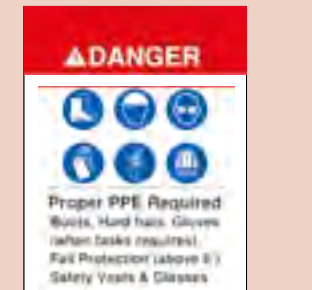 DANGER
Proper PPE Required
Boots, Hard hats, Gloves
(when tasks requires),
Fall Protection (above 6')
Safety Vests & Glasses